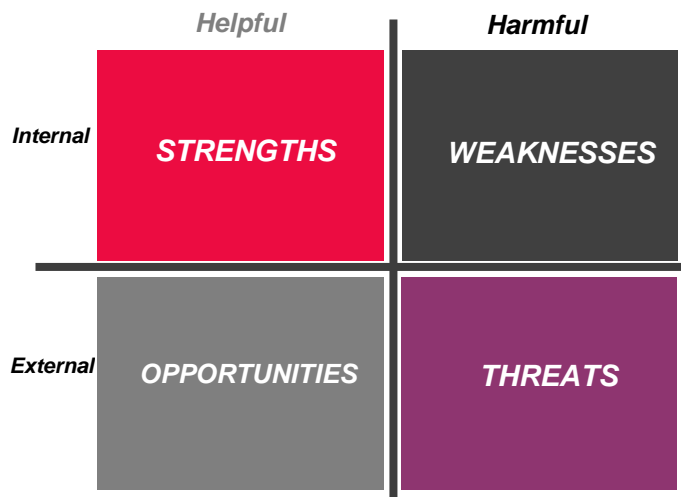 Helpful
Harmful
Internal
STRENGTHS
WEAKNESSES
External
OPPORTUNITIES
THREATS